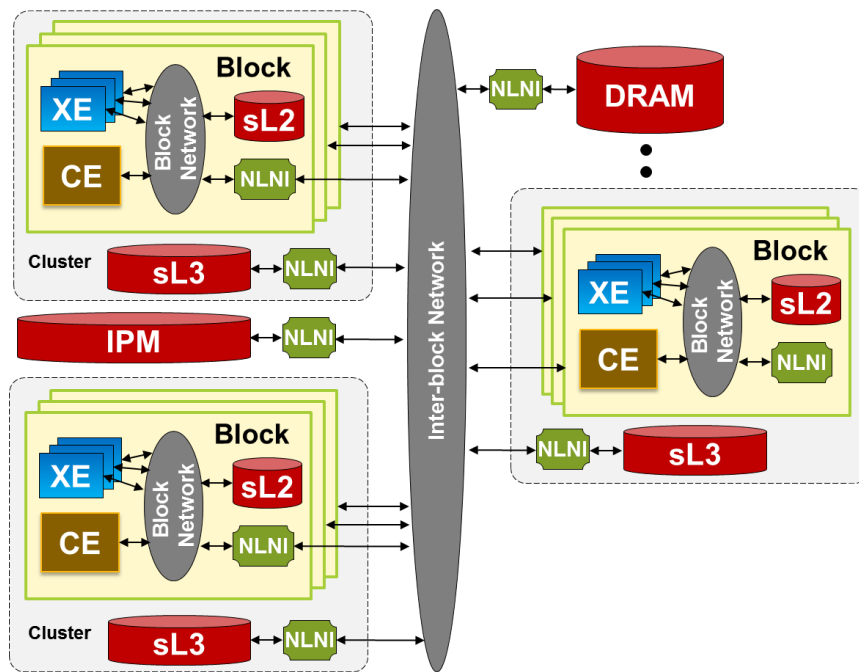 Block
XE
CE
Block
Network
sL2
NLNI
Cluster
sL3
NLNI
IPM
NLNI
Block
XE
CE
Block
Network
sL2
NLNI
Cluster
sL3
NLNI
Inter-block Network
NLNI
DRAM
Block
XE
CE
Block
Network
sL2
NLNI
NLNI
sL3